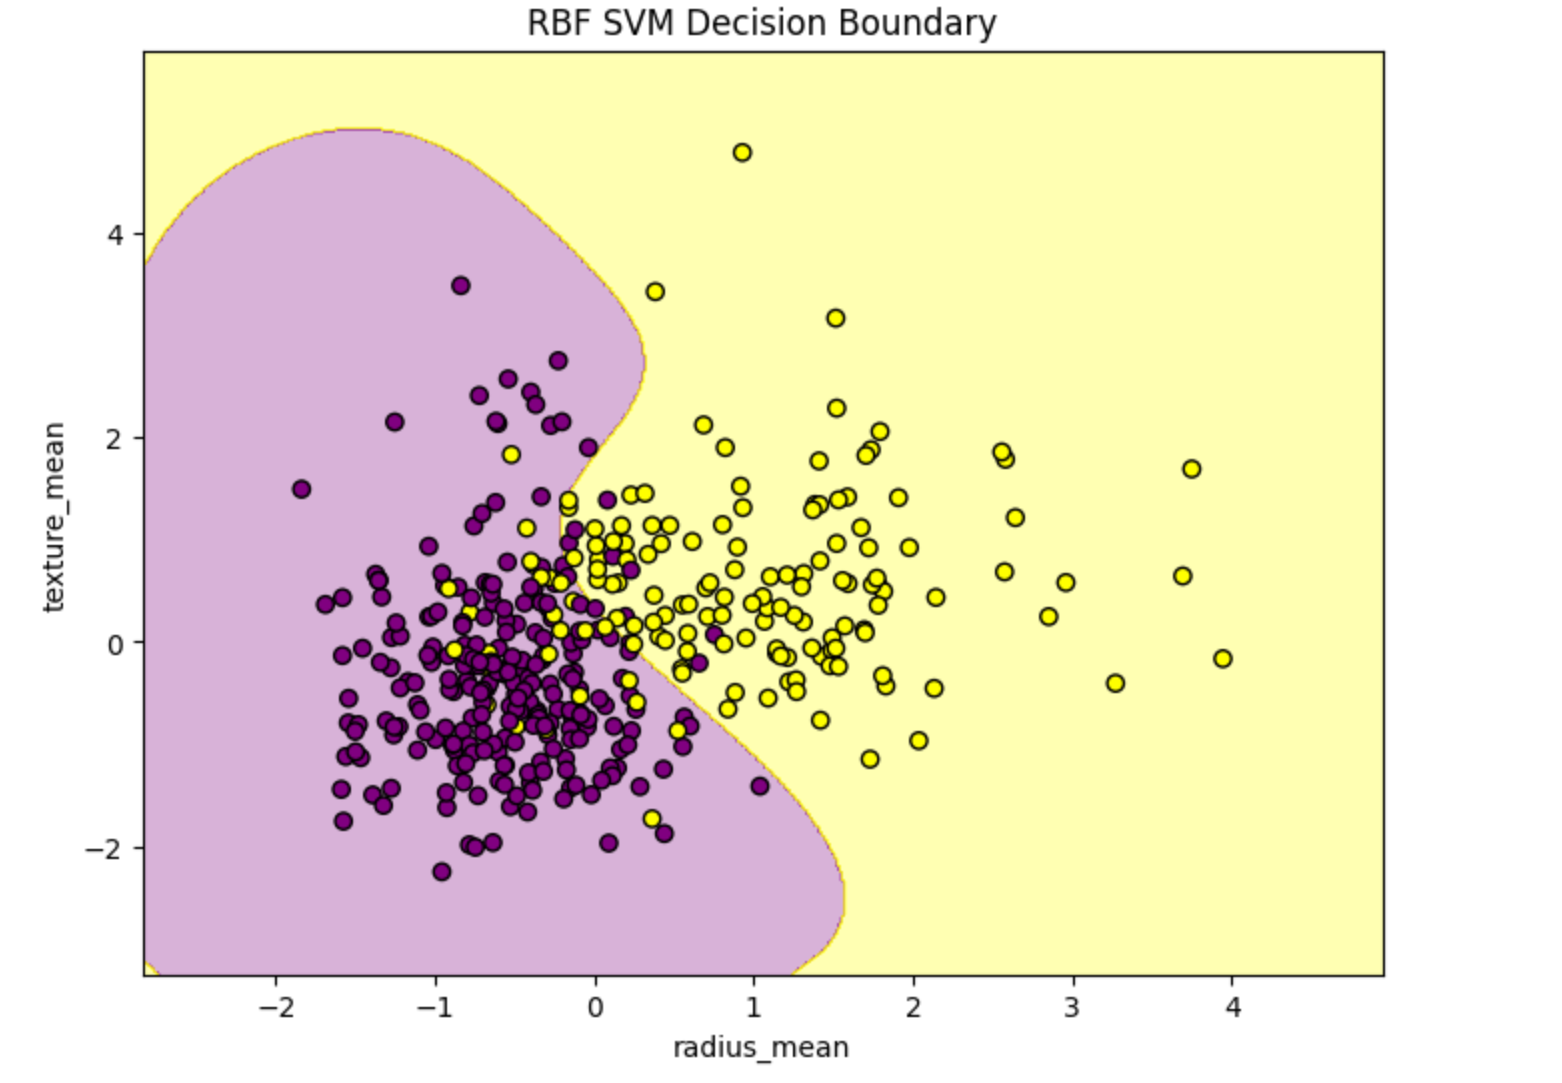 RBF SVM Decision Boundary
4
2
0
−2
texture_mean
−2 −1 0 1 2 3 4
radius_mean